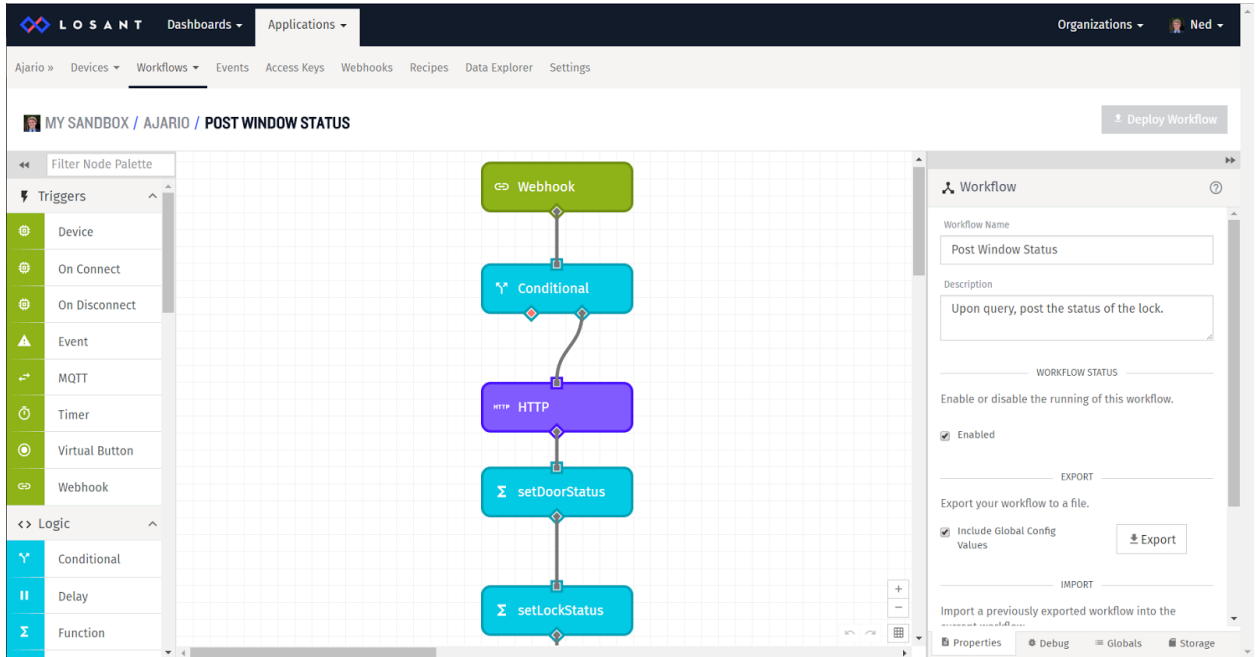 LOSANT Dashboards Applications Organizations Ned
Ajario » Devices Workflows Events Access Keys Webhooks Recipes Data Explorer Settings
MY SANDBOX / AJARIO / POST WINDOW STATUS
Deploy Workflow
Filter Node Palette
Triggers
Device
On Connect
On Disconnect
Event
MQTT
Timer
Virtual Button
Webhook
<> Logic
Conditional
Delay
Σ Function
Webhook
Conditional
HTTP HTTP
Σ setDoorStatus
Σ setLockStatus
+
−
Workflow
Workflow Name
Post Window Status
Description
Upon query, post the status of the lock.
WORKFLOW STATUS
Enable or disable the running of this workflow.
Enabled
EXPORT
Export your workflow to a file.
Include Global Config
Values
Export
IMPORT
Import a previously exported workflow into the
current workflow.
Properties Debug Globals Storage